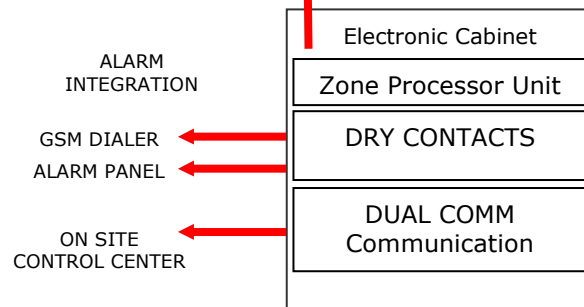 Electronic Cabinet
ALARM
INTEGRATION
Zone Processor Unit
GSM DIALER
DRY CONTACTS
ALARM PANEL
DUAL COMM
Communication
ON SITE
CONTROL CENTER